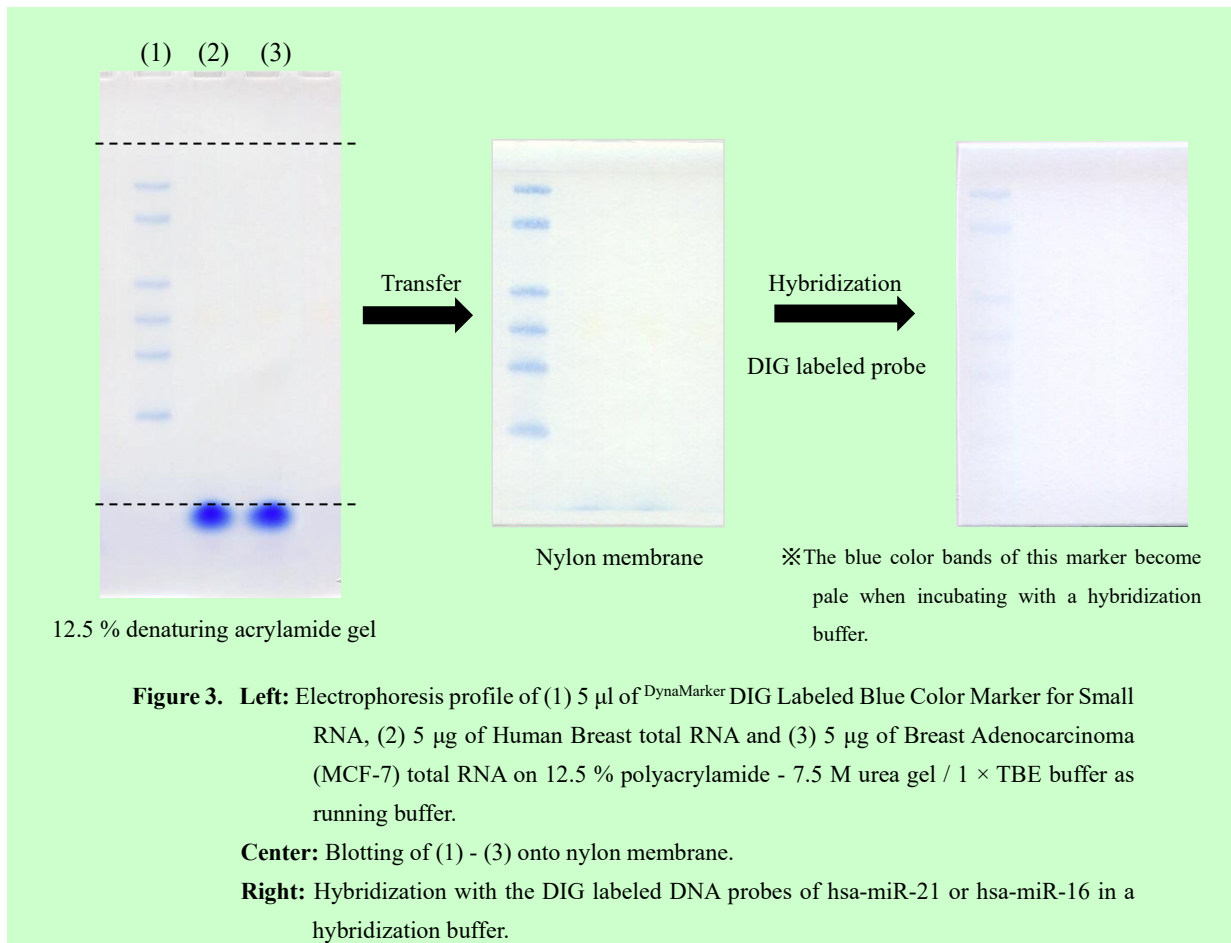 (1) (2) (3)
Transfer
Hybridization
DIG labeled probe
Nylon membrane
※The blue color bands of this marker become
pale when incubating with a hybridization
buffer.
12.5 % denaturing acrylamide gel
Figure 3. Left: Electrophoresis profile of (1) 5 μl of DynaMarker DIG Labeled Blue Color Marker for Small
RNA, (2) 5 μg of Human Breast total RNA and (3) 5 μg of Breast Adenocarcinoma
(MCF-7) total RNA on 12.5 % polyacrylamide - 7.5 M urea gel / 1 × TBE buffer as
running buffer.
Center: Blotting of (1) - (3) onto nylon membrane.
Right: Hybridization with the DIG labeled DNA probes of hsa-miR-21 or hsa-miR-16 in a
hybridization buffer.